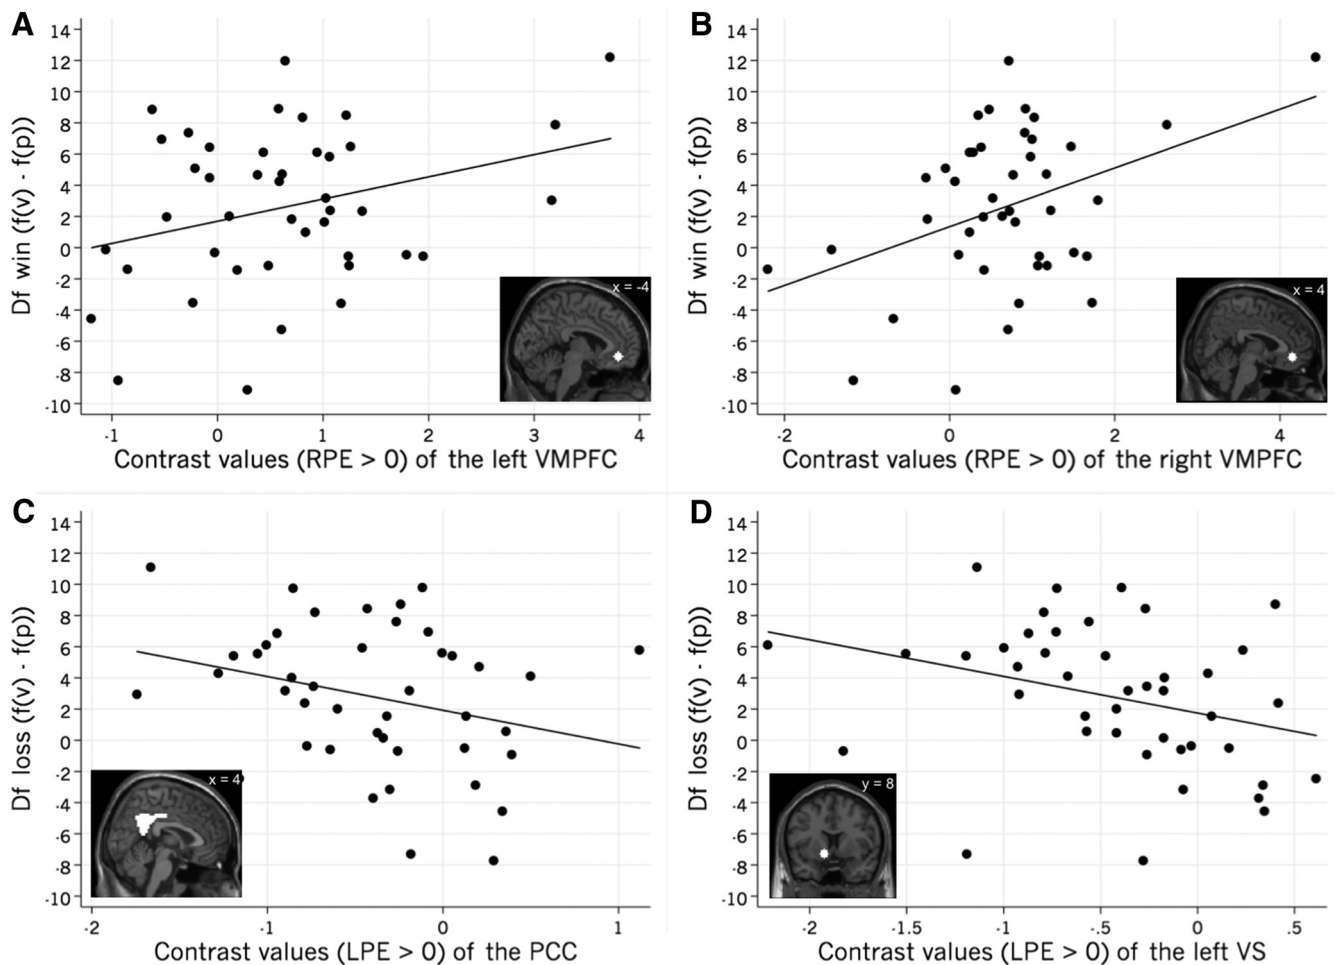 A
B
14
12
10
8
6
4
2
0
-2
-4
-6
-8
-10
Df win (f(v) - f(p))
x = -4
-1 0 1 2 3 4
Contrast values (RPE > 0) of the left VMPFC
14
12
10
8
6
4
2
0
-2
-4
-6
-8
-10
Df win (f(v) - f(p))
x = 4
-2 0 2 4
Contrast values (RPE > 0) of the right VMPFC
C
D
14
12
10
8
6
4
2
0
-2
-4
-6
-8
-10
Df loss (f(v) - f(p))
x = 4
-2 -1 0 1
Contrast values (LPE > 0) of the PCC
14
12
10
8
6
4
2
0
-2
-4
-6
-8
-10
Df loss (f(v) - f(p))
y = 8
-2 -1.5 -1 -.5 0 .5
Contrast values (LPE > 0) of the left VS